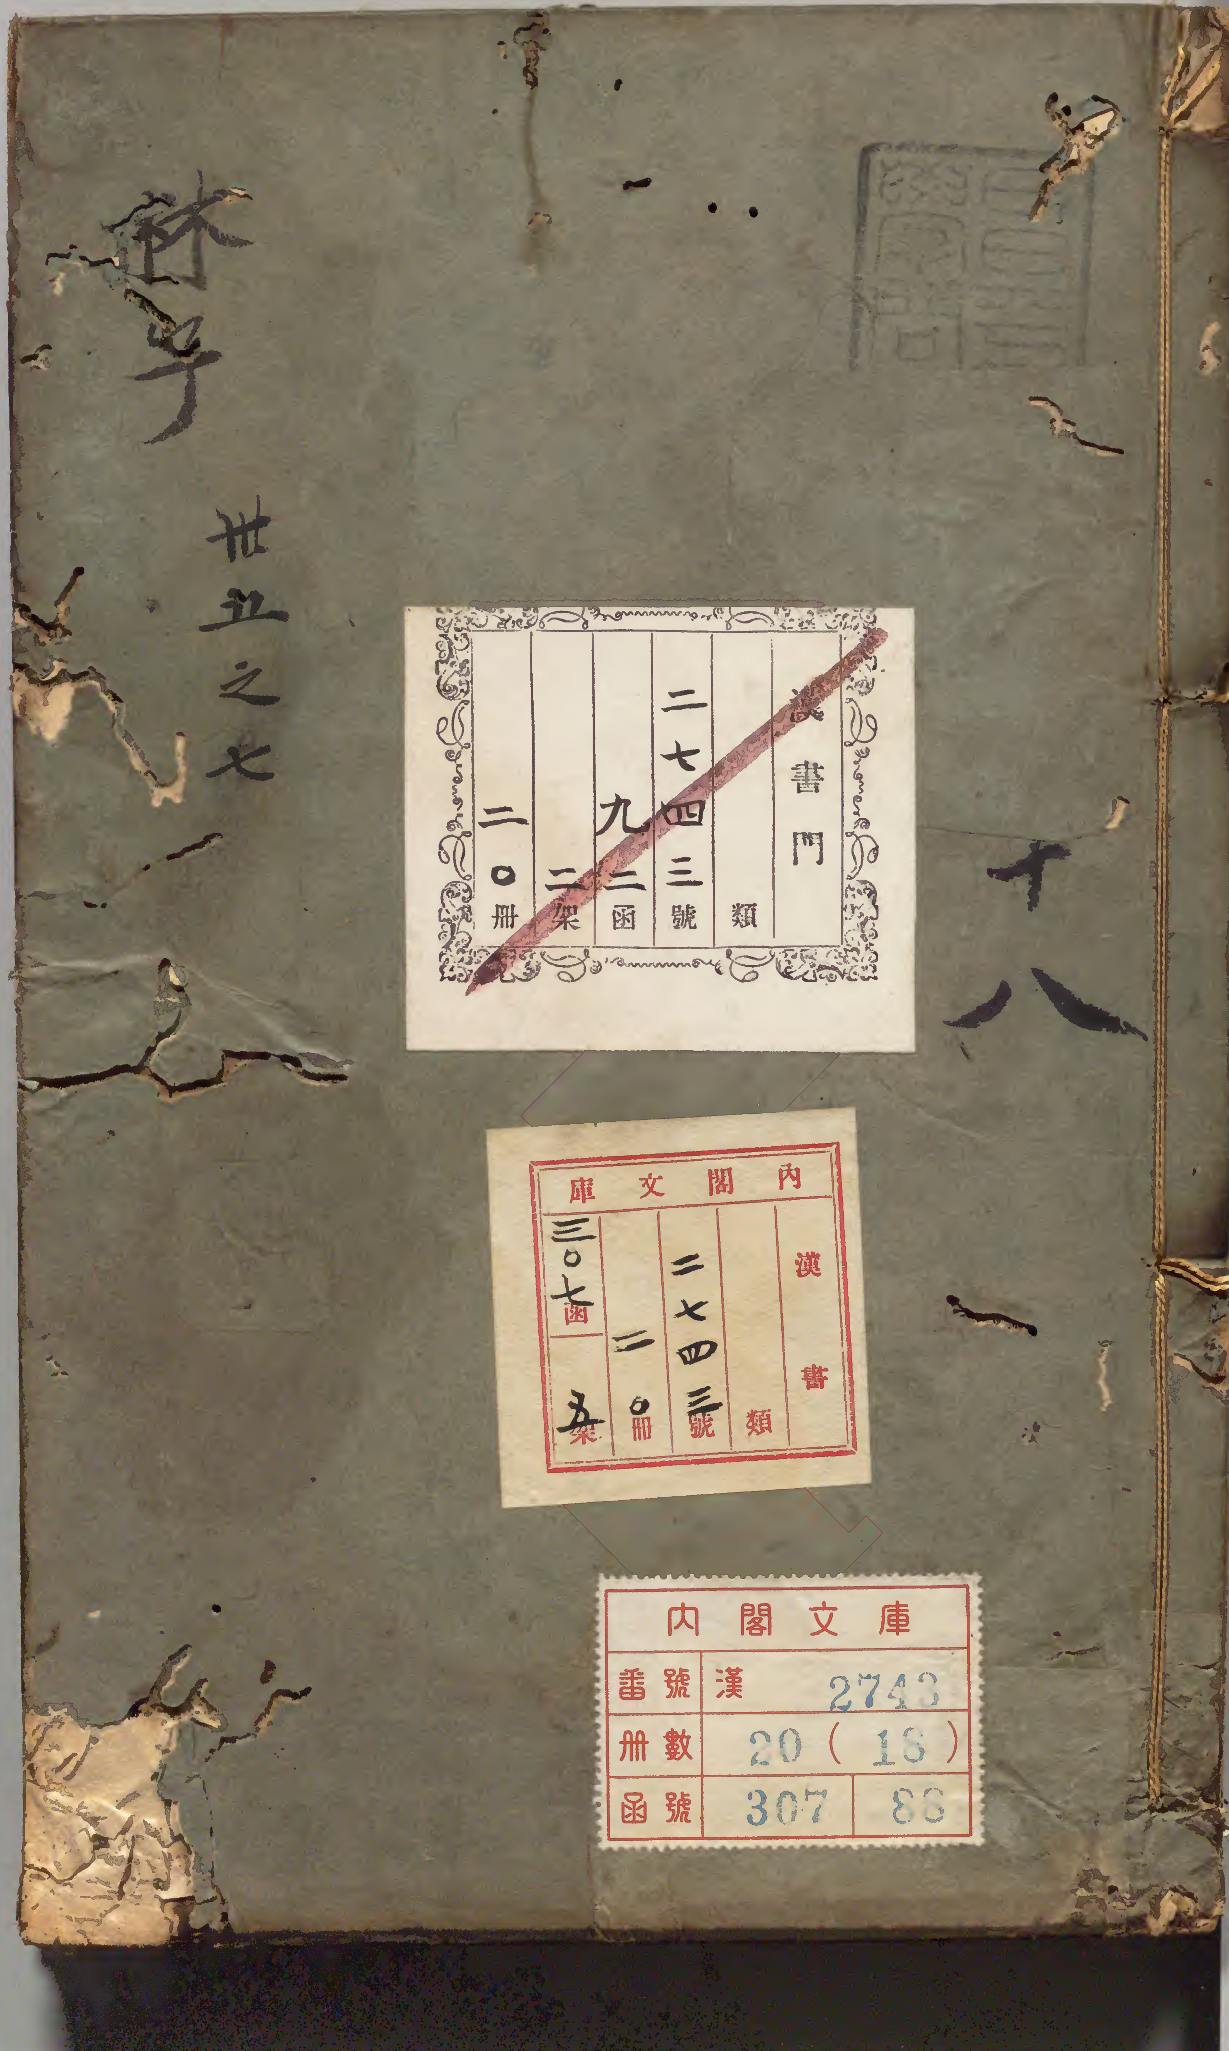 林子
卅五之七
十八
漢書門
類
二七四三號
九二函
二架
二〇冊
內閣文庫
漢書
類
二七四三號
二〇冊
三〇七函
五架
内閣文庫
番號 漢 2743
冊數 20 (18)
函號 307 88